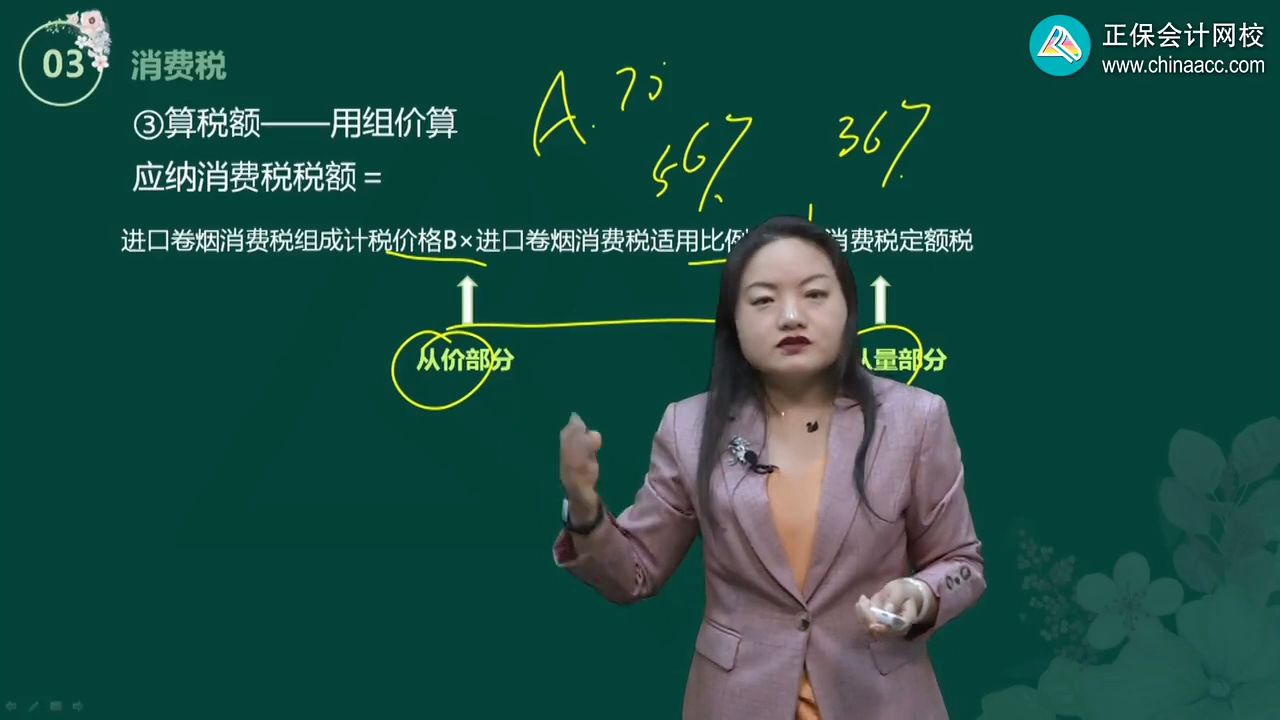 正保会计网校
www.chinaacc.com
03 消费税
③算税额——用组价算
A. 70
56%
36%
应纳消费税税额 =
进口卷烟消费税组成计税价格B×进口卷烟消费税适用比例 消费税定额税
从价部分
从量部分